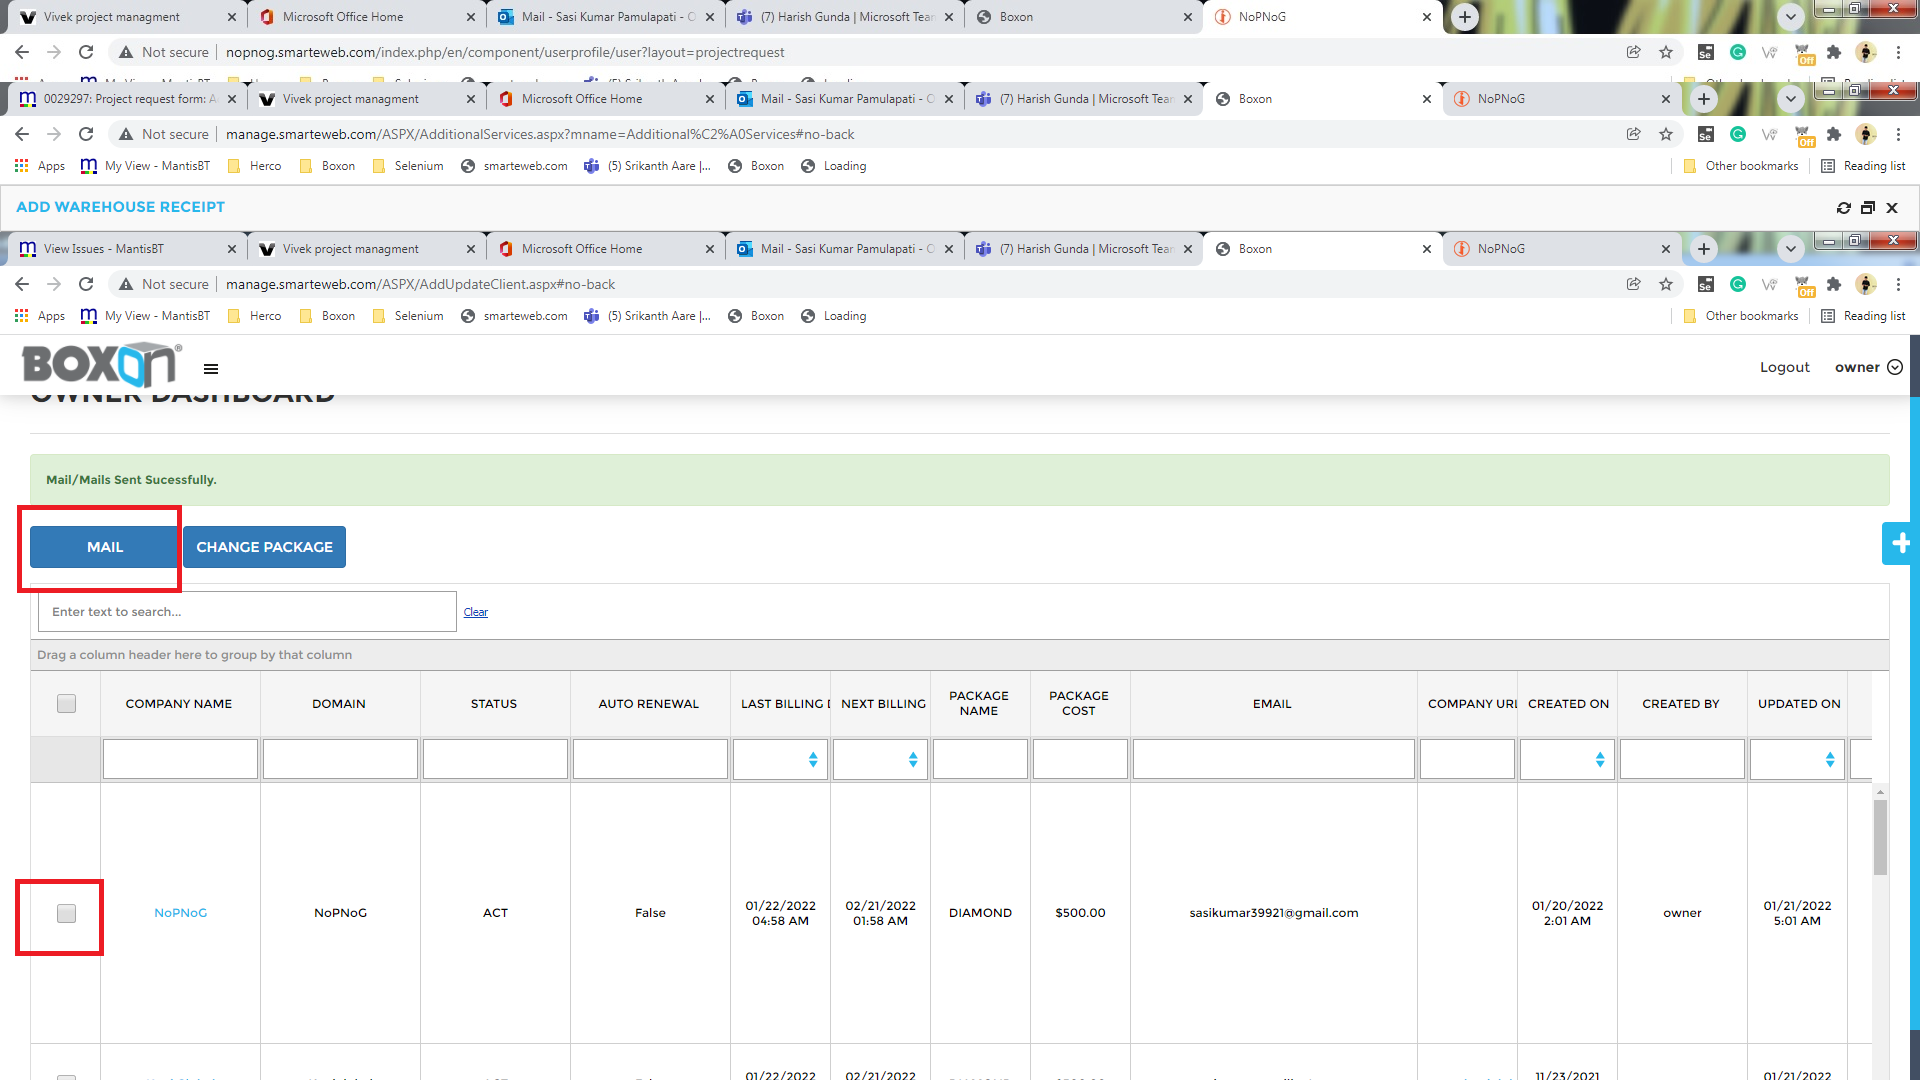 Vivek project managment
Microsoft Office Home
Mail - Sasi Kumar Pamulapati - O
(7) Harish Gunda | Microsoft Tean
Boxon
NoPNoG
Not secure
nopnog.smarteweb.com/index.php/en/component/userprofile/user?layout=projectrequest
Off
0029297: Project request form: A
Vivek project managment
Microsoft Office Home
Mail - Sasi Kumar Pamulapati - O
(7) Harish Gunda | Microsoft Tean
Boxon
NoPNoG
Not secure
manage.smarteweb.com/ASPX/AdditionalServices.aspx?mname=Additional%C2%A0Services#no-back
Off
Apps
My View - MantisBT
Herco
Boxon
Selenium
smarteweb.com
(5) Srikanth Aare |...
Boxon
Loading
Other bookmarks
Reading list
ADD WAREHOUSE RECEIPT
View Issues - MantisBT
Vivek project managment
Microsoft Office Home
Mail - Sasi Kumar Pamulapati - O
(7) Harish Gunda | Microsoft Tean
Boxon
NoPNoG
Not secure
manage.smarteweb.com/ASPX/AddUpdateClient.aspx#no-back
Off
Apps
My View - MantisBT
Herco
Boxon
Selenium
smarteweb.com
(5) Srikanth Aare |...
Boxon
Loading
Other bookmarks
Reading list
BOXON®
Logout
owner
OWNER DASHBOARD
Mail/Mails Sent Sucessfully.
MAIL
CHANGE PACKAGE
Enter text to search...
Clear
Drag a column header here to group by that column
COMPANY NAME
DOMAIN
STATUS
AUTO RENEWAL
LAST BILLING D
NEXT BILLING
PACKAGE
NAME
PACKAGE
COST
EMAIL
COMPANY URL
CREATED ON
CREATED BY
UPDATED ON
NoPNoG
NoPNoG
ACT
False
01/22/2022
04:58 AM
02/21/2022
01:58 AM
DIAMOND
$500.00
sasikumar39921@gmail.com
01/20/2022
2:01 AM
owner
01/21/2022
5:01 AM
01/22/2022
02/21/2022
11/23/2021
01/21/2022